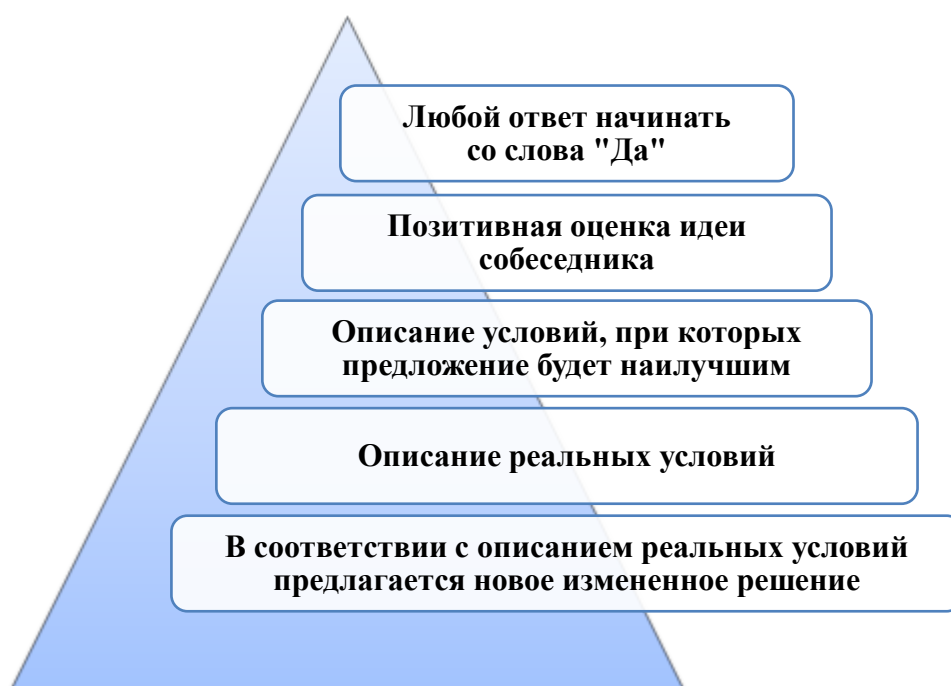 Любой ответ начинать
со слова "Да"
Позитивная оценка идеи
собеседника
Описание условий, при которых
предложение будет наилучшим
Описание реальных условий
В соответствии с описанием реальных условий
предлагается новое измененное решение